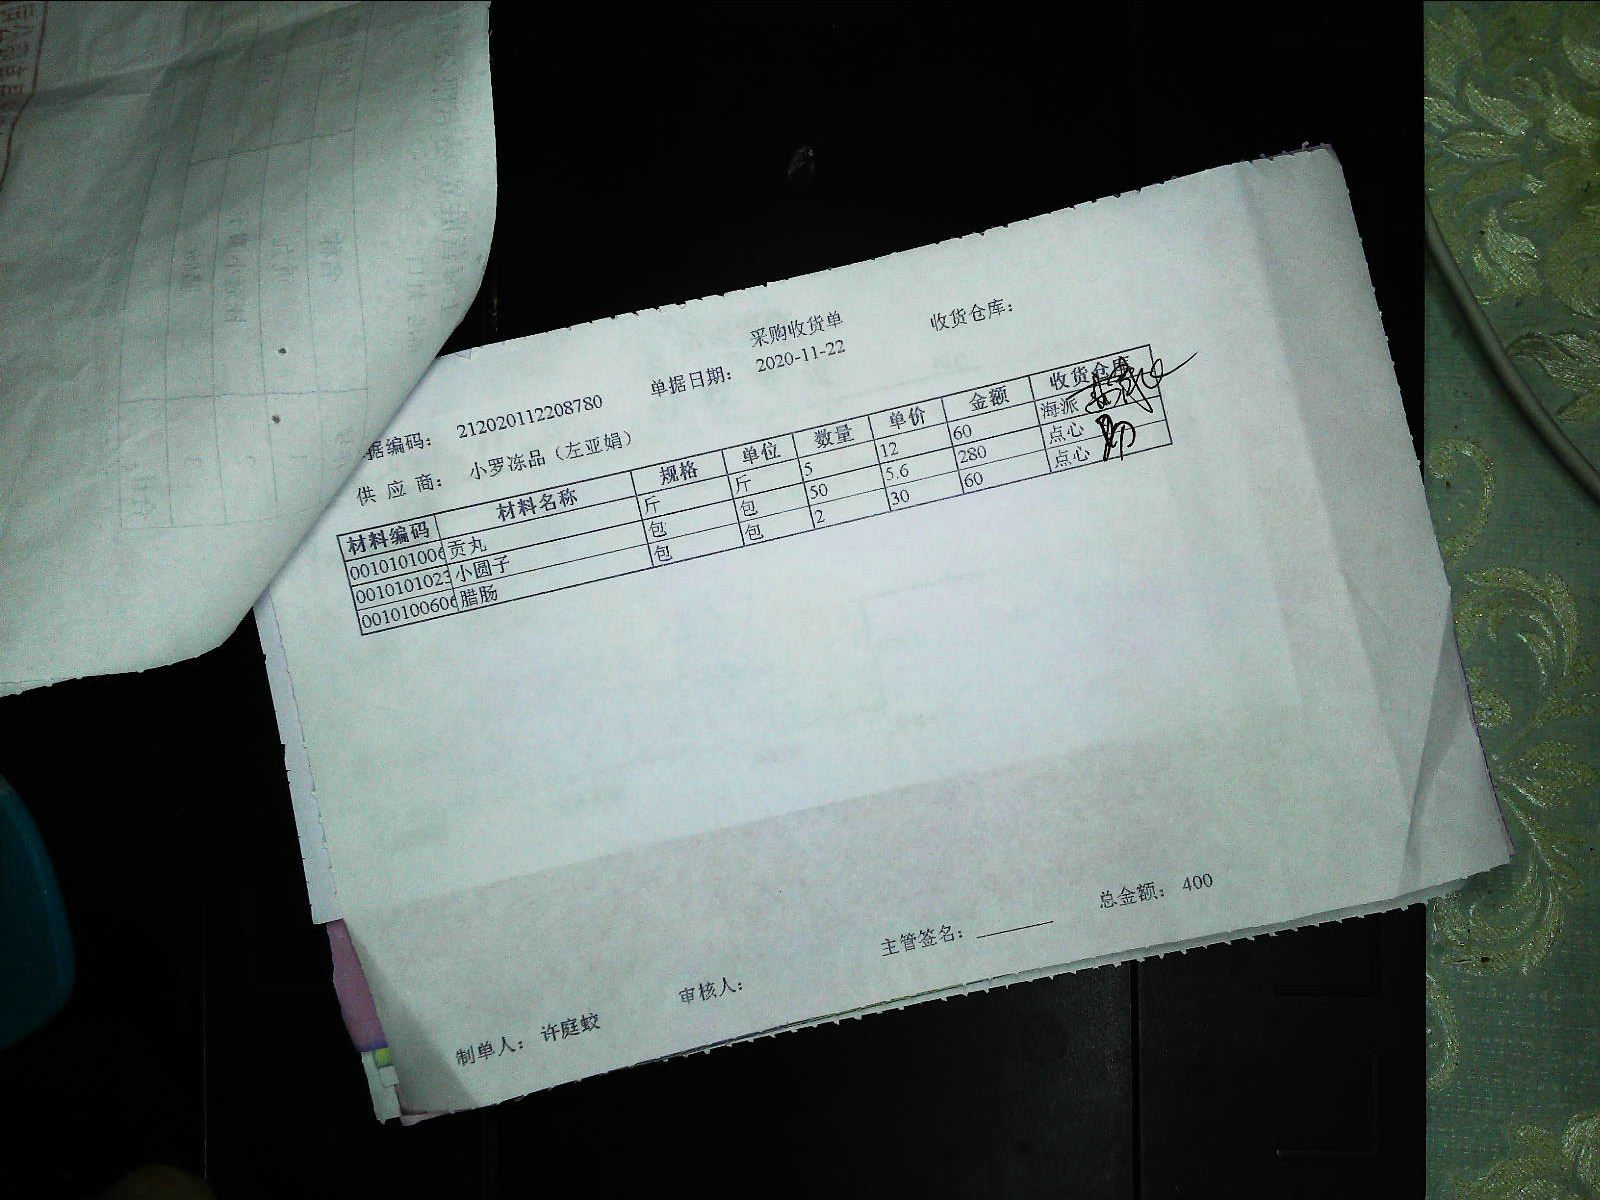 采购收货单
收货仓库：
据编码： 212020112208780 单据日期： 2020-11-22
供 应 商： 小罗冻品（左亚娟）
材料编码 材料名称 规格 单位 数量 单价 金额 收货仓库
0010101006 贡丸 斤 斤 5 12 60 海派
0010101023 小圆子 包 包 50 5.6 280 点心
0010100606 腊肠 包 包 2 30 60 点心
总金额： 400
制单人： 许庭蛟 审核人： 主管签名：